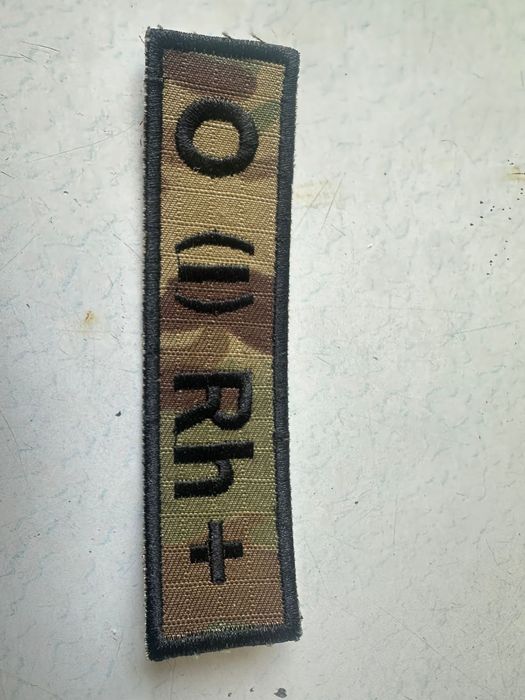 O (I) Rh +